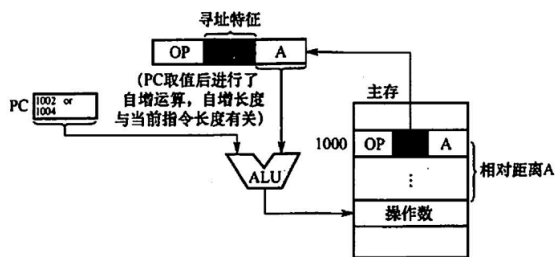 寻址特征
OP
A
(PC取值后进行了
自增运算，自增长度
与当前指令长度有关)
PC
1002 or
1004
主存
1000
OP
A
相对距离A
ALU
⋮
操作数